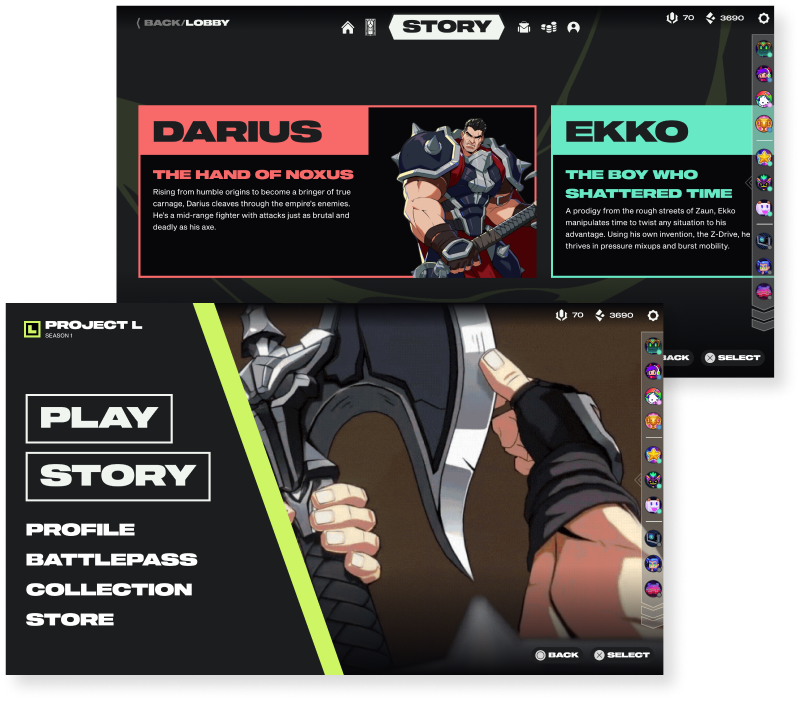 BACK/LOBBY
STORY
70 3690
DARIUS
THE HAND OF NOXUS
Rising from humble origins to become a bringer of true
carnage, Darius cleaves through the empire's enemies.
He's a mid-range fighter with attacks just as brutal and
deadly as his axe.
EKKO
THE BOY WHO
SHATTERED TIME
A prodigy from the rough streets of Zaun, Ekko
manipulates time to twist any situation to his
advantage. Using his own invention, the Z-Drive, he
thrives in pressure mixups and burst mobility.
BACK SELECT
PROJECT L
SEASON 1
70 3690
PLAY
STORY
PROFILE
BATTLEPASS
COLLECTION
STORE
BACK SELECT